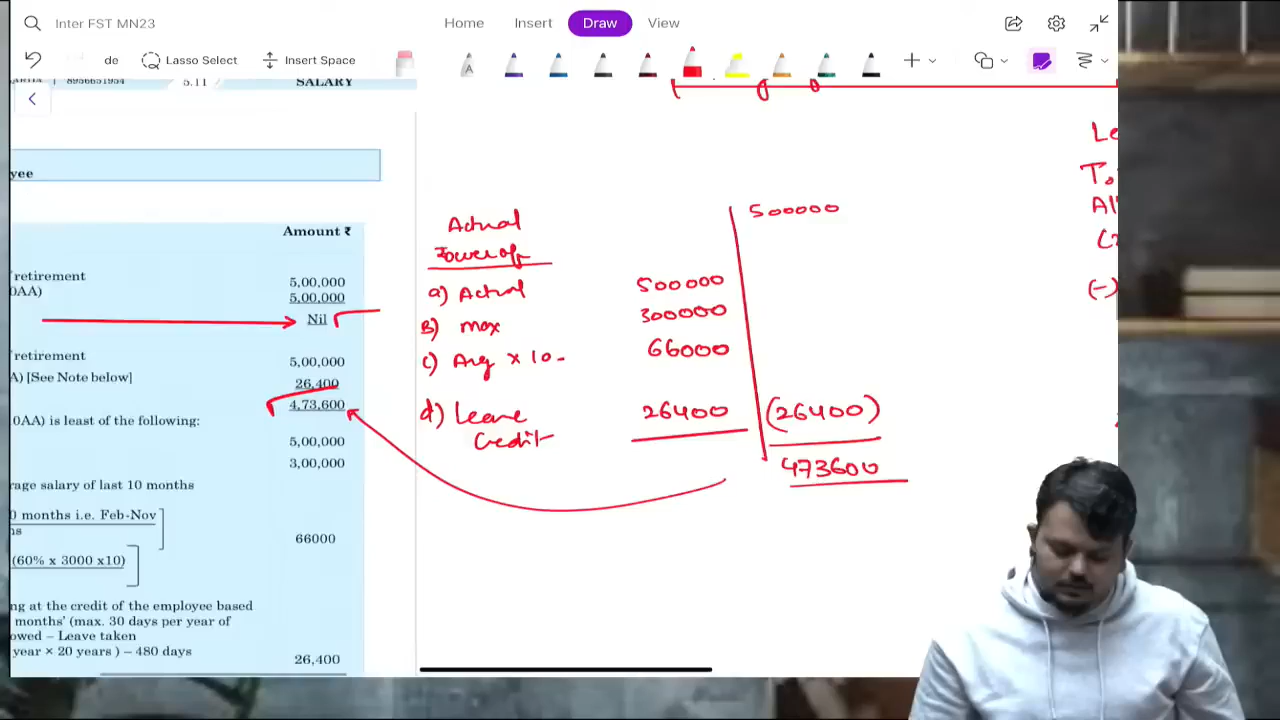 Inter FST MN23
Home Insert Draw View
de Lasso Select Insert Space
8956651954 5.11 SALARY
yee
Amount ₹
retirement 5,00,000
0AA) 5,00,000
Nil
retirement 5,00,000
A) [See Note below] 26,400
4,73,600
0AA) is least of the following:
5,00,000
3,00,000
rage salary of last 10 months
0 months i.e. Feb-Nov
ns
66000
(60% x 3000 x10)
ng at the credit of the employee based
months' (max. 30 days per year of
owed – Leave taken
year × 20 years ) – 480 days 26,400
Actual 500000
a) Actual 500000
B) max 300000
c) Avg × 10- 66000
d) Leave 26400 (26400)
Credit
473600
Le
T.
Al
(-)